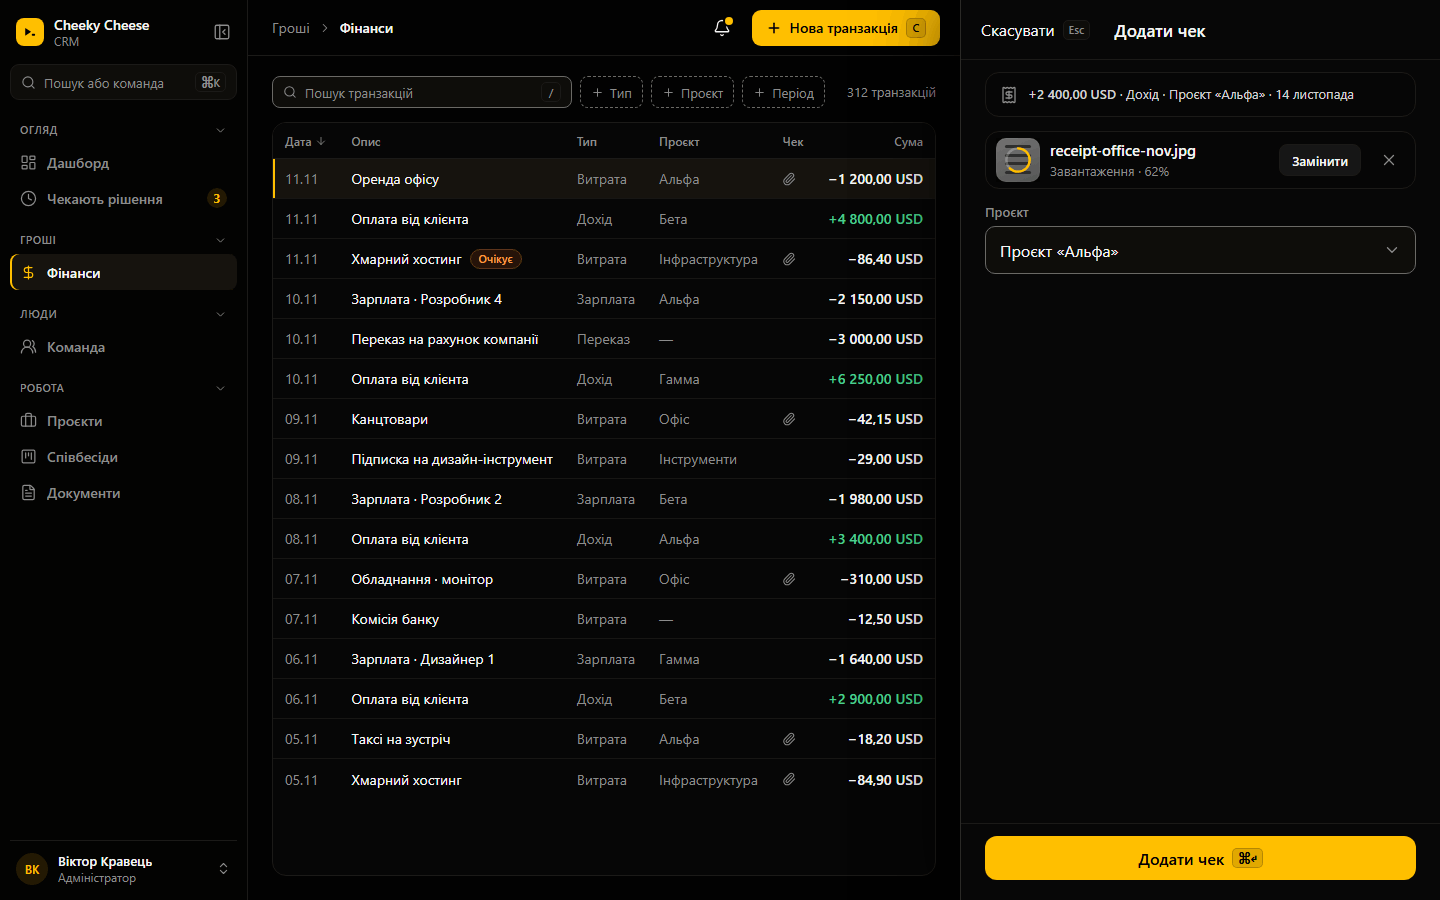 Cheeky Cheese
CRM
Пошук або команда ⌘K
ОГЛЯД
Дашборд
Чекають рішення 3
ГРОШІ
Фінанси
ЛЮДИ
Команда
РОБОТА
Проєкти
Співбесіди
Документи
ВК
Віктор Кравець
Адміністратор
Гроші > Фінанси
+ Нова транзакція C
Пошук транзакцій /
+ Тип
+ Проєкт
+ Період
312 транзакцій
Дата ↓ Опис Тип Проєкт Чек Сума
11.11 Оренда офісу Витрата Альфа −1 200,00 USD
11.11 Оплата від клієнта Дохід Бета +4 800,00 USD
11.11 Хмарний хостинг Очікує Витрата Інфраструктура −86,40 USD
10.11 Зарплата · Розробник 4 Зарплата Альфа −2 150,00 USD
10.11 Переказ на рахунок компанії Переказ — −3 000,00 USD
10.11 Оплата від клієнта Дохід Гамма +6 250,00 USD
09.11 Канцтовари Витрата Офіс −42,15 USD
09.11 Підписка на дизайн-інструмент Витрата Інструменти −29,00 USD
08.11 Зарплата · Розробник 2 Зарплата Бета −1 980,00 USD
08.11 Оплата від клієнта Дохід Альфа +3 400,00 USD
07.11 Обладнання · монітор Витрата Офіс −310,00 USD
07.11 Комісія банку Витрата — −12,50 USD
06.11 Зарплата · Дизайнер 1 Зарплата Гамма −1 640,00 USD
06.11 Оплата від клієнта Дохід Бета +2 900,00 USD
05.11 Таксі на зустріч Витрата Альфа −18,20 USD
05.11 Хмарний хостинг Витрата Інфраструктура −84,90 USD
Скасувати Esc Додати чек
+2 400,00 USD · Дохід · Проєкт «Альфа» · 14 листопада
receipt-office-nov.jpg
Завантаження · 62%
Замінити
Проєкт
Проєкт «Альфа»
Додати чек ⌘↵